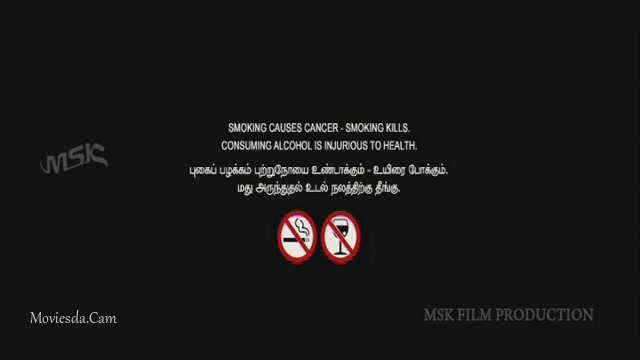 SMOKING CAUSES CANCER - SMOKING KILLS.
CONSUMING ALCOHOL IS INJURIOUS TO HEALTH.
MSK
புகைப் பழக்கம் புற்றுநோயை உண்டாக்கும் - உயிரை போக்கும்.
மது அருந்துதல் உடல் நலத்திற்கு தீங்கு.
Moviesda.Cam
MSK FILM PRODUCTION